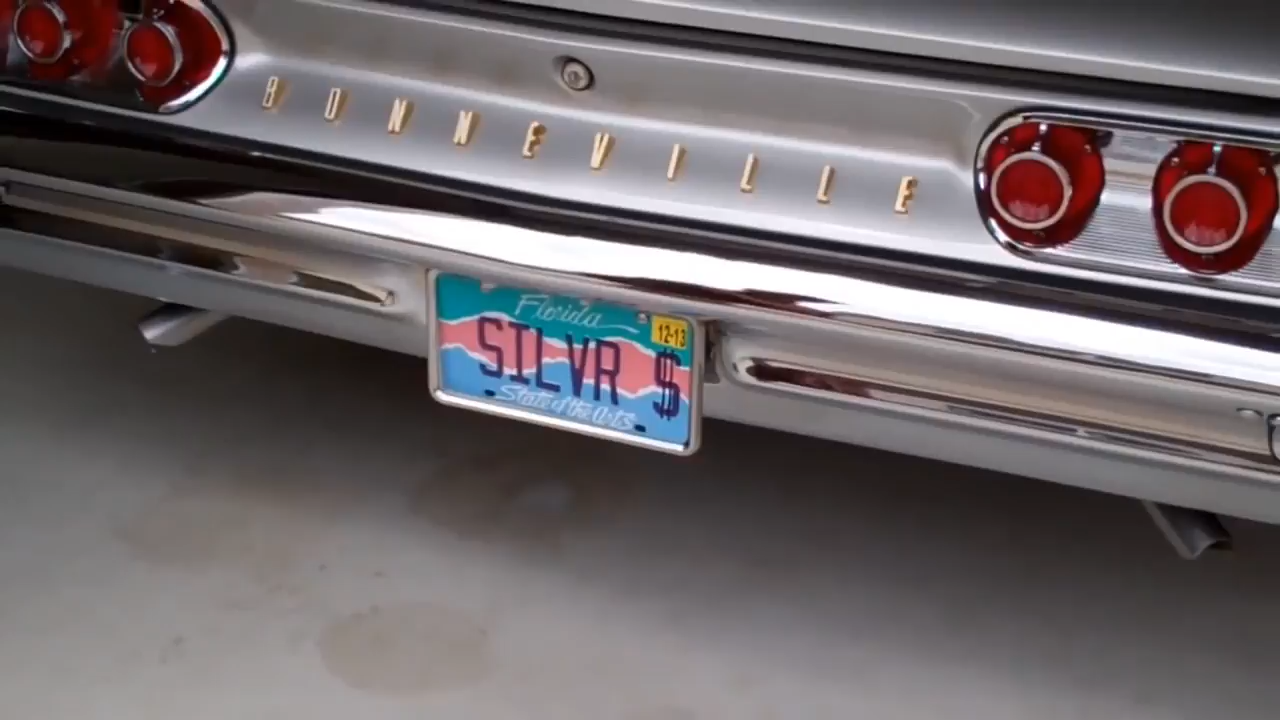 BONNEVILLE
Florida
12-13
SILVR $
State of the Arts